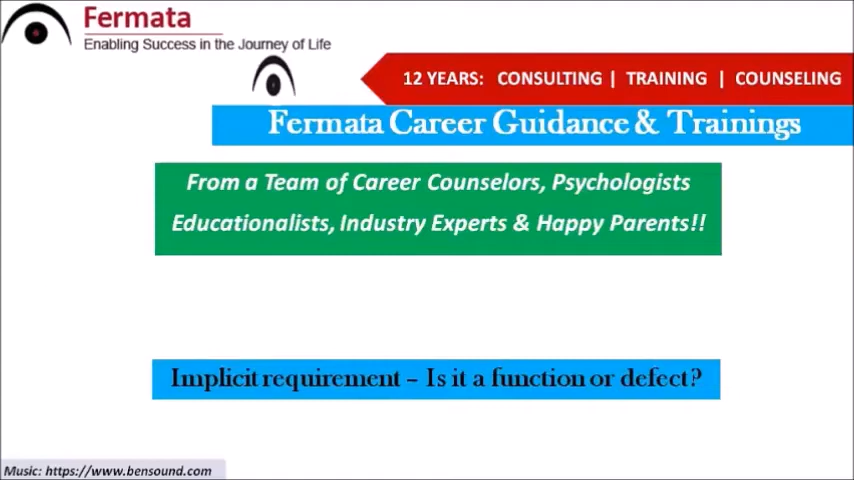 Fermata
Enabling Success in the Journey of Life
12 YEARS: CONSULTING | TRAINING | COUNSELING
Fermata Career Guidance & Trainings
From a Team of Career Counselors, Psychologists
Educationalists, Industry Experts & Happy Parents!!
Implicit requirement – Is it a function or defect?
Music: https://www.bensound.com